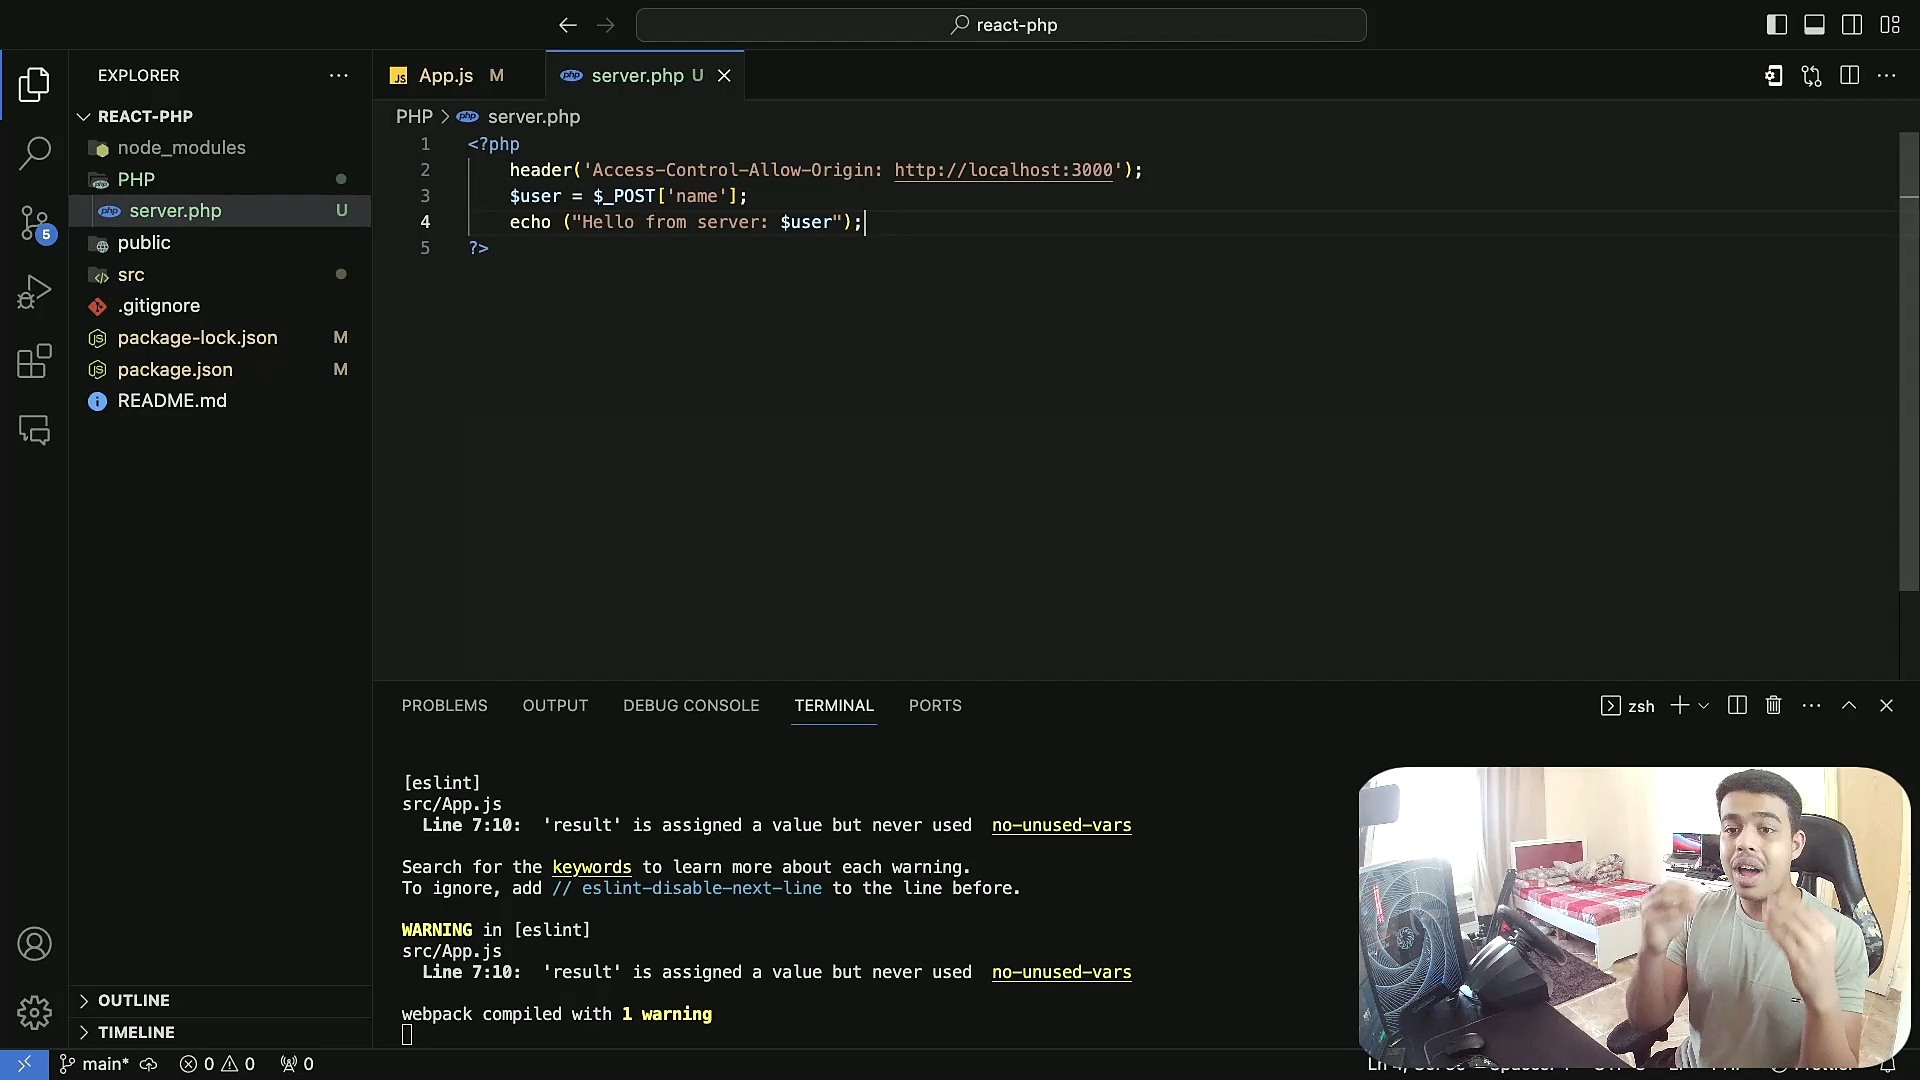 react-php
EXPLORER
JS App.js M
php server.php U
REACT-PHP
node_modules
PHP
server.php U
public
src
.gitignore
package-lock.json M
package.json M
README.md
OUTLINE
TIMELINE
PHP > server.php
1 <?php
2 header('Access-Control-Allow-Origin: http://localhost:3000');
3 $user = $_POST['name'];
4 echo ("Hello from server: $user");
5 ?>
PROBLEMS OUTPUT DEBUG CONSOLE TERMINAL PORTS
zsh
[eslint]
src/App.js
Line 7:10: 'result' is assigned a value but never used no-unused-vars
Search for the keywords to learn more about each warning.
To ignore, add // eslint-disable-next-line to the line before.
WARNING in [eslint]
src/App.js
Line 7:10: 'result' is assigned a value but never used no-unused-vars
webpack compiled with 1 warning
5
main* 0 0 0